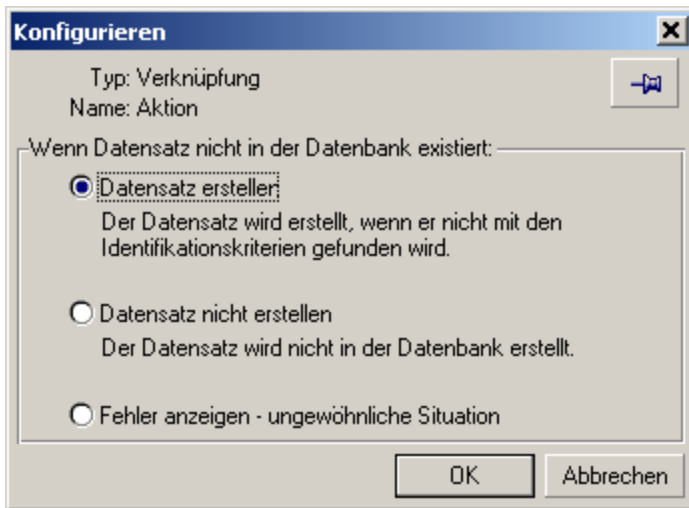 Konfigurieren
Typ: Verknüpfung
Name: Aktion
Wenn Datensatz nicht in der Datenbank existiert:
Datensatz ersteller
Der Datensatz wird erstellt, wenn er nicht mit den
Identifikationskriterien gefunden wird.
Datensatz nicht erstellen
Der Datensatz wird nicht in der Datenbank erstellt.
Fehler anzeigen - ungewöhnliche Situation
OK
Abbrechen